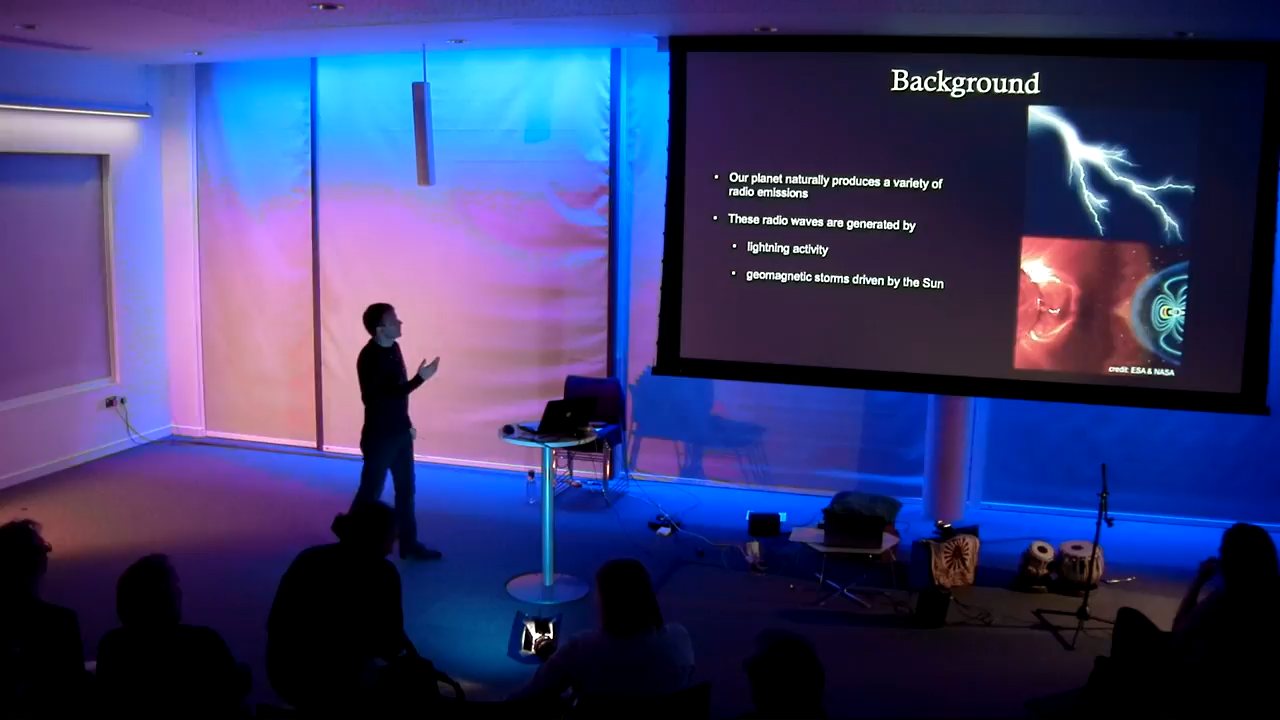 Background
• Our planet naturally produces a variety of
radio emissions
• These radio waves are generated by
• lightning activity
• geomagnetic storms driven by the Sun
credit: ESA & NASA